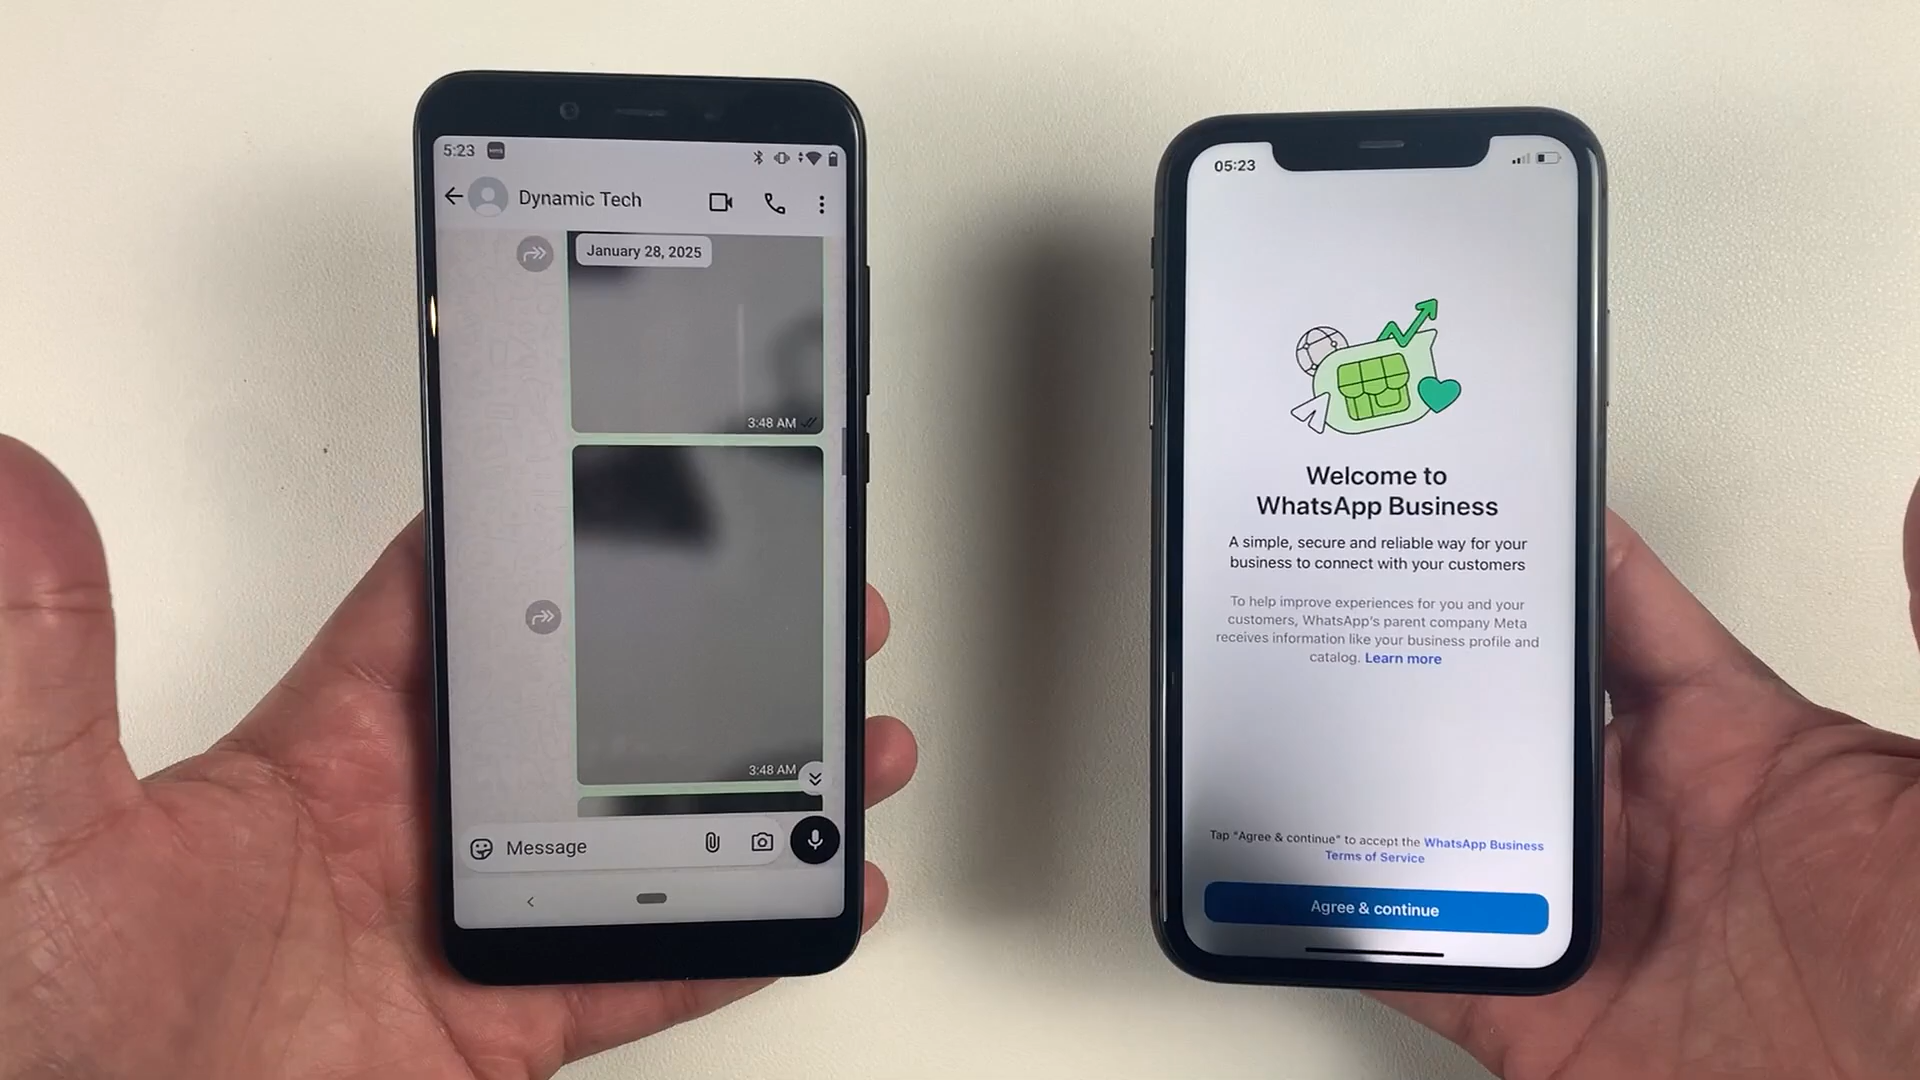 5:23
Dynamic Tech
January 28, 2025
3:48 AM
3:48 AM
Message
05:23
Welcome to
WhatsApp Business
A simple, secure and reliable way for your
business to connect with your customers
To help improve experiences for you and your
customers, WhatsApp's parent company Meta
receives information like your business profile and
catalog. Learn more
Tap "Agree & continue" to accept the WhatsApp Business
Terms of Service
Agree & continue